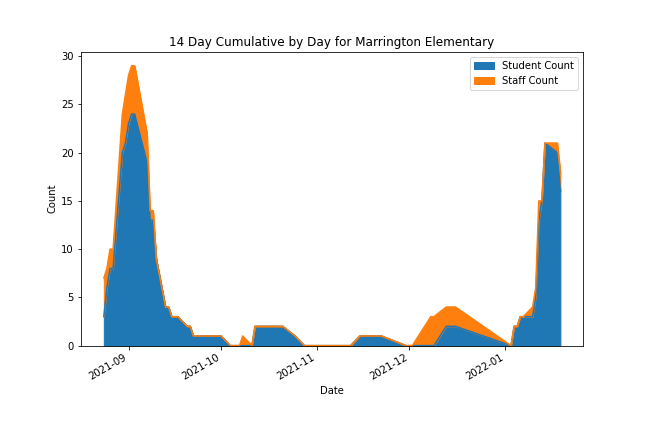 14 Day Cumulative by Day for Marrington Elementary
30
25
20
15
10
5
0
Count
Student Count
Staff Count
2021-09
2021-10
2021-11
2021-12
2022-01
Date